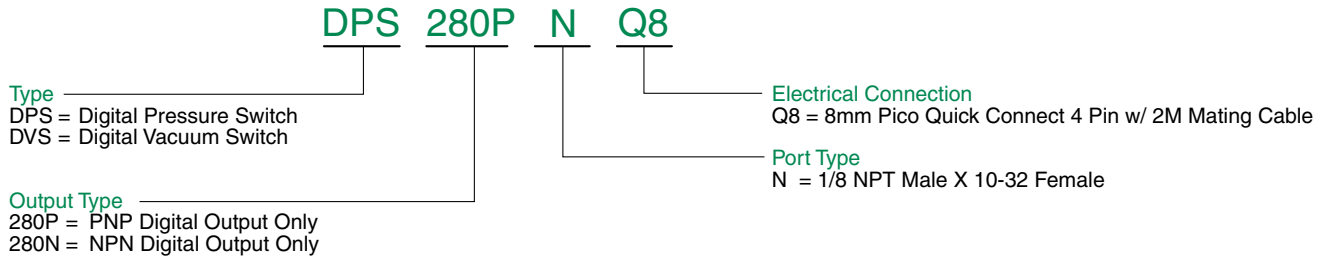 DPS 280P N Q8
Type
DPS = Digital Pressure Switch
DVS = Digital Vacuum Switch
Output Type
280P = PNP Digital Output Only
280N = NPN Digital Output Only
Electrical Connection
Q8 = 8mm Pico Quick Connect 4 Pin w/ 2M Mating Cable
Port Type
N = 1/8 NPT Male X 10-32 Female